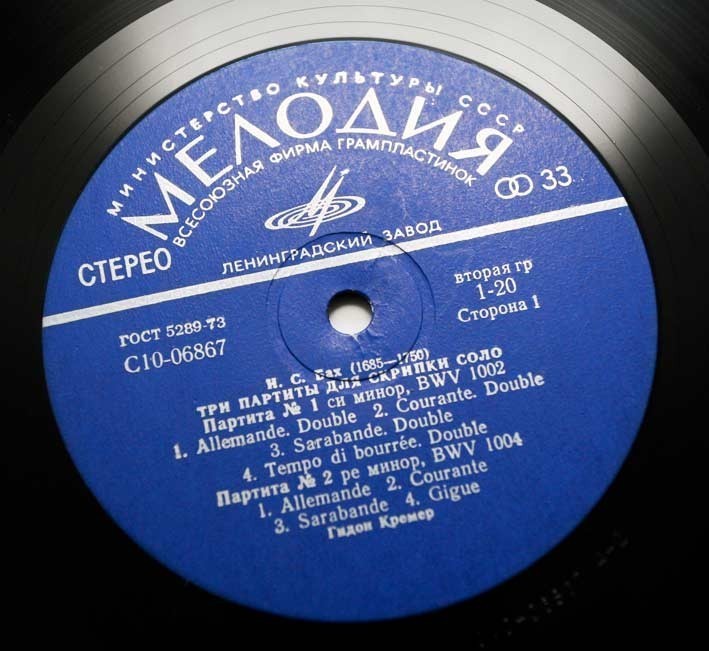 МИНИСТЕРСТВО КУЛЬТУРЫ СССР
МЕЛОДИЯ
ВСЕСОЮЗНАЯ ФИРМА ГРАМПЛАСТИНОК
33
СТЕРЕО
ЛЕНИНГРАДСКИЙ ЗАВОД
ГОСТ 5289-73
С10-06867
вторая гр
1-20
Сторона 1
И. С. Бах (1685—1750)
ТРИ ПАРТИТЫ ДЛЯ СКРИПКИ СОЛО
Партита № 1 си минор, BWV 1002
1. Allemande. Double 2. Courante. Double
3. Sarabande. Double
4. Tempo di bourrée. Double
Партита № 2 ре минор, BWV 1004
1. Allemande 2. Courante
3. Sarabande 4. Gigue
Гидон Кремер